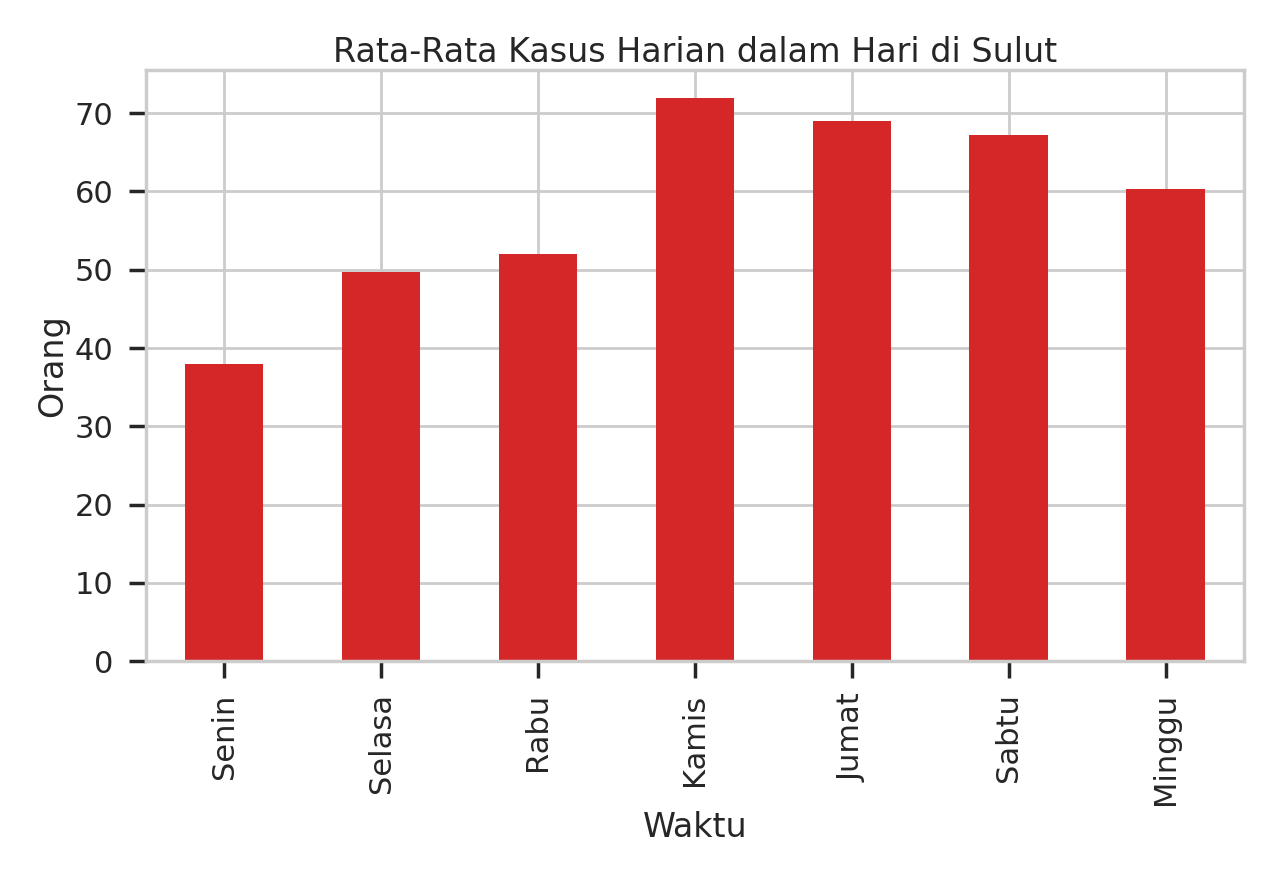 Rata-Rata Kasus Harian dalam Hari di Sulut
70
60
50
40
30
20
10
0
Orang
Senin
Selasa
Rabu
Kamis
Jumat
Sabtu
Minggu
Waktu